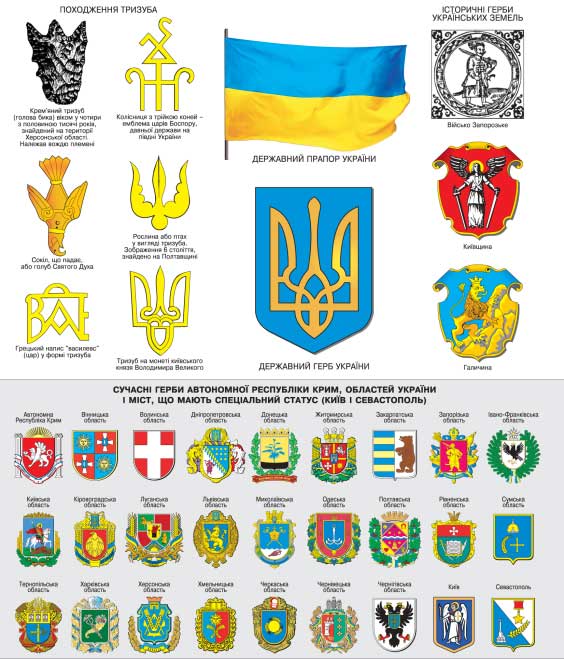 ПОХОДЖЕННЯ ТРИЗУБА
Крем'яний тризуб
(голова бика) віком у чотири
з половиною тисячі років,
знайдений на території
Херсонської області.
Належав вождю племені
Колісниця з трійкою коней –
емблема царів Боспору,
давньої держави на
півдні України
Сокіл, що падає,
або голуб Святого Духа
Рослина або птах
у вигляді тризуба.
Зображення 6 століття,
знайдено на Полтавщині
Грецький напис "василевс"
(цар) у формі тризуба
Тризуб на монеті київського
князя Володимира Великого
ДЕРЖАВНИЙ ПРАПОР УКРАЇНИ
ДЕРЖАВНИЙ ГЕРБ УКРАЇНИ
ІСТОРИЧНІ ГЕРБИ
УКРАЇНСЬКИХ ЗЕМЕЛЬ
Військо Запорозьке
Київщина
Галичина
СУЧАСНІ ГЕРБИ АВТОНОМНОЇ РЕСПУБЛІКИ КРИМ, ОБЛАСТЕЙ УКРАЇНИ
І МІСТ, ЩО МАЮТЬ СПЕЦІАЛЬНИЙ СТАТУС (КИЇВ І СЕВАСТОПОЛЬ)
Автономна
Республіка Крим
Вінницька
область
Волинська
область
Дніпропетровська
область
Донецька
область
Житомирська
область
Закарпатська
область
Запорізька
область
Івано-Франківська
область
Київська
область
Кіровоградська
область
Луганська
область
Львівська
область
Миколаївська
область
Одеська
область
Полтавська
область
Рівненська
область
Сумська
область
Тернопільська
область
Харківська
область
Херсонська
область
Хмельницька
область
Черкаська
область
Чернівецька
область
Чернігівська
область
Київ
Севастополь